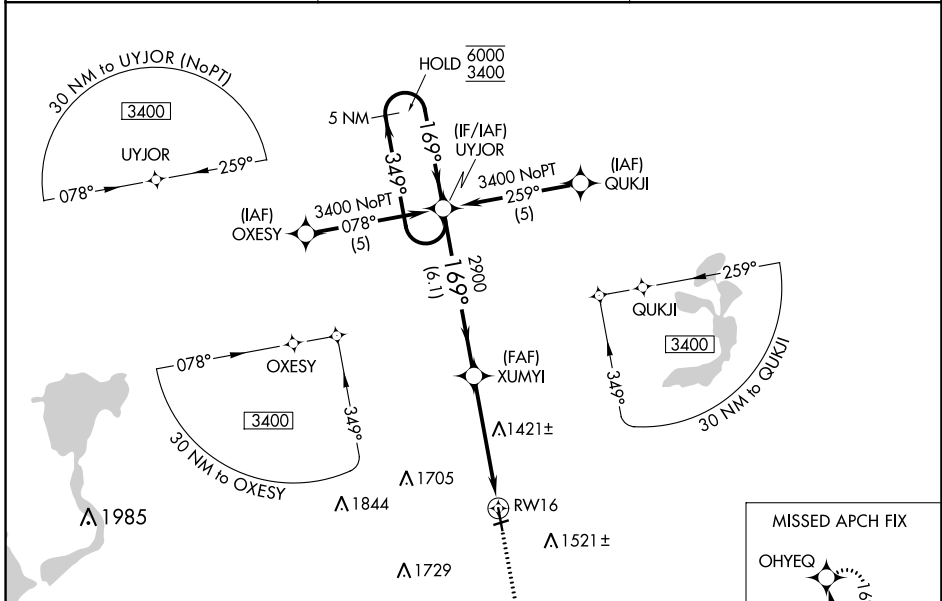 30 NM to UYJOR (NoPT)
3400
UYJOR
078°
259°
HOLD 6000
3400
5 NM
169°
349°
(IF/IAF)
UYJOR
3400 NoPT
259°
(5)
(IAF)
QUKJI
(IAF)
OXESY
3400 NoPT
078°
(5)
2900
169°
(6.1)
259°
QUKJI
3400
349°
30 NM to QUKJI
078°
OXESY
3400
349°
30 NM to OXESY
(FAF)
XUMYI
1421±
1705
1844
RW16
1985
1521±
1729
MISSED APCH FIX
OHYEQ